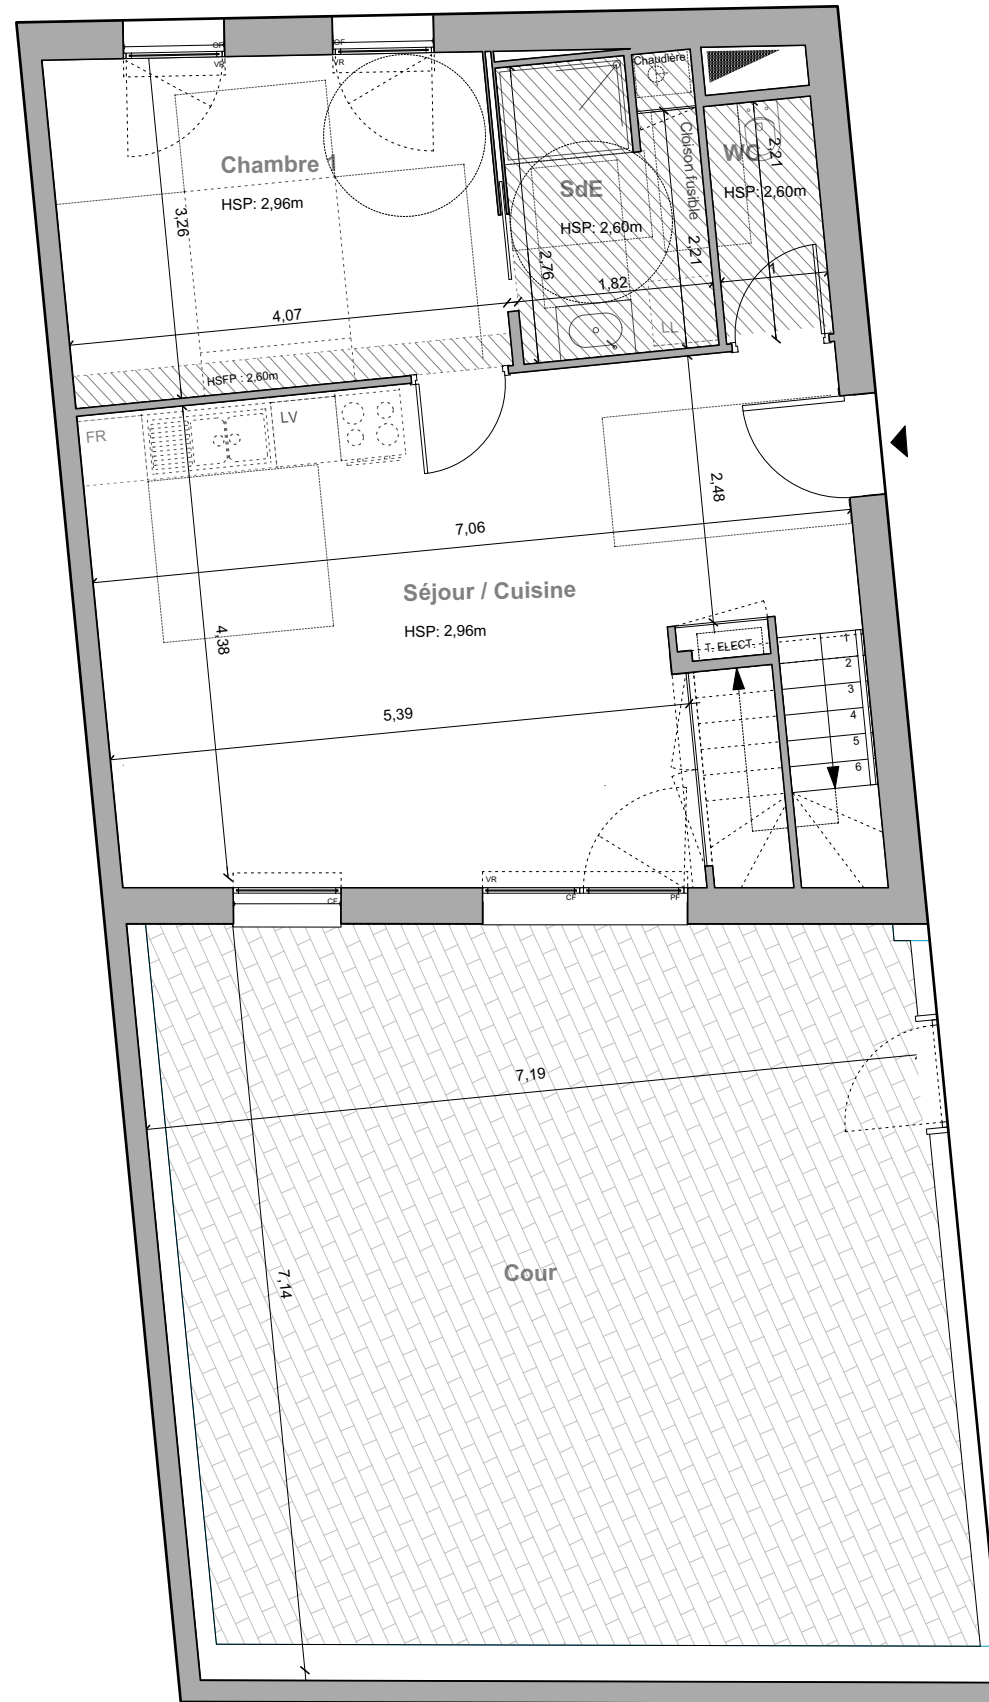 OF
VR
OF
VR
Chaudière
Chambre 1
HSP: 2,96m
SdE
HSP: 2,60m
Cloison fusible
WC
2,21
HSP: 2,60m
3,26
2,76
2,21
1
1,82
4,07
LL
HSFP : 2,60m
FR
LV
2,48
7,06
Séjour / Cuisine
HSP: 2,96m
4,38
T. ELECT.
1
2
3
4
5
6
5,39
VR
CF
CF
PF
7,19
Cour
7,14